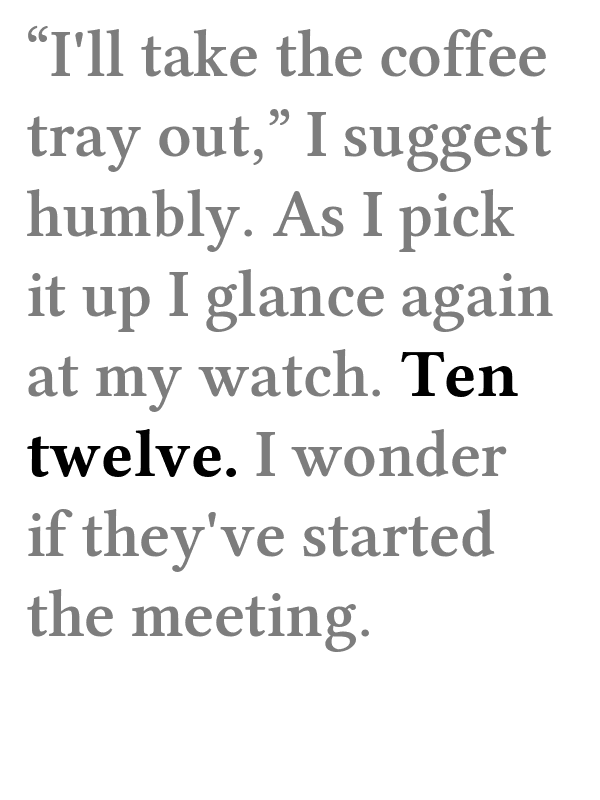 “I'll take the coffee
tray out,” I suggest
humbly. As I pick
it up I glance again
at my watch. Ten
twelve. I wonder
if they've started
the meeting.